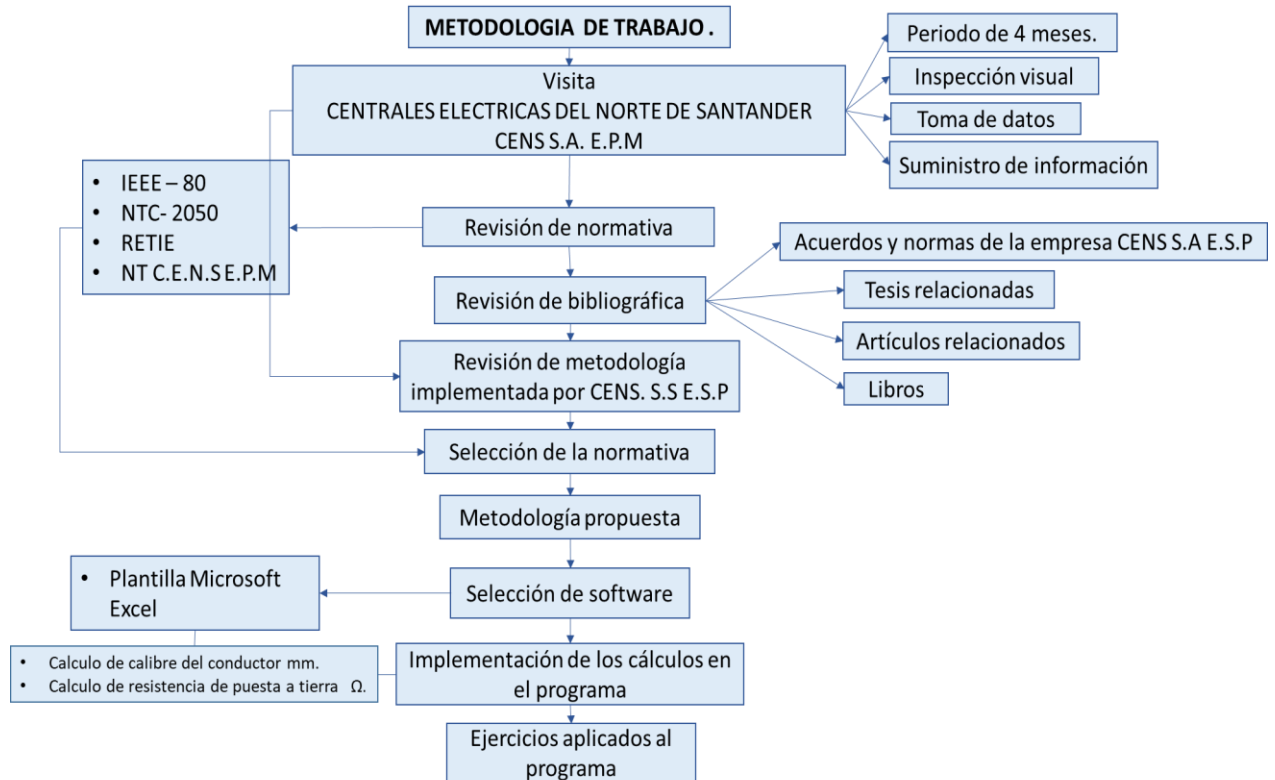 METODOLOGIA DE TRABAJO .
Visita
CENTRALES ELECTRICAS DEL NORTE DE SANTANDER
CENS S.A. E.P.M
Periodo de 4 meses.
Inspección visual
Toma de datos
Suministro de información
• IEEE – 80
• NTC- 2050
• RETIE
• NT C.E.N.S E.P.M
Revisión de normativa
Revisión de bibliográfica
Acuerdos y normas de la empresa CENS S.A E.S.P
Tesis relacionadas
Artículos relacionados
Libros
Revisión de metodología
implementada por CENS. S.S E.S.P
Selección de la normativa
Metodología propuesta
• Plantilla Microsoft
Excel
Selección de software
• Calculo de calibre del conductor mm.
• Calculo de resistencia de puesta a tierra Ω.
Implementación de los cálculos en
el programa
Ejercicios aplicados al
programa